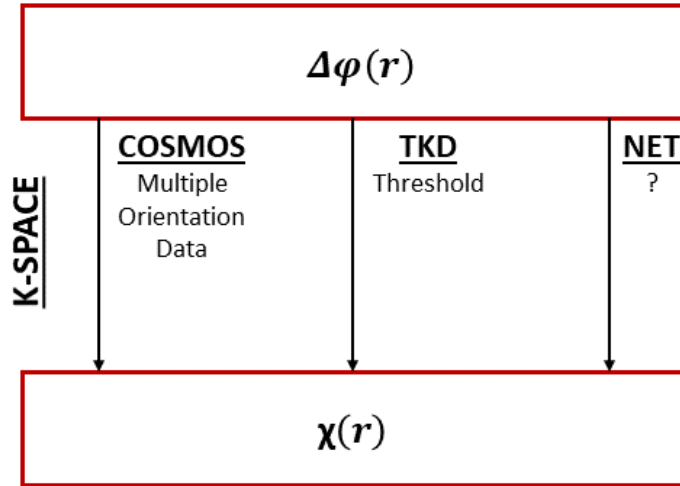 Δφ(r)
K-SPACE
COSMOS
Multiple
Orientation
Data
TKD
Threshold
NET
?
χ(r)